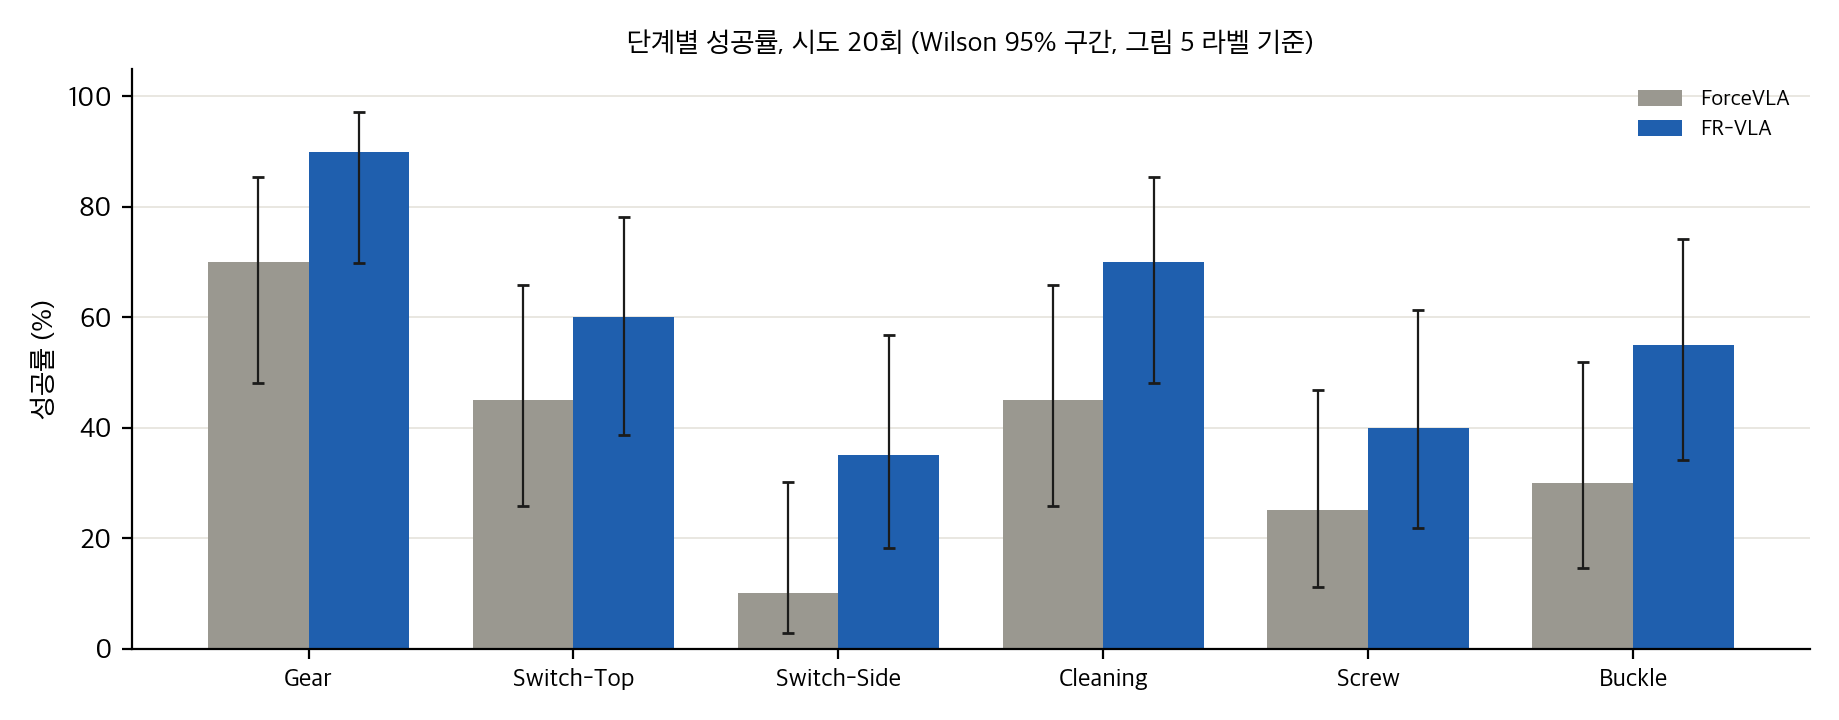 단계별 성공률, 시도 20회 (Wilson 95% 구간, 그림 5 라벨 기준)
ForceVLA
FR-VLA
성공률 (%)
100
80
60
40
20
0
Gear
Switch-Top
Switch-Side
Cleaning
Screw
Buckle